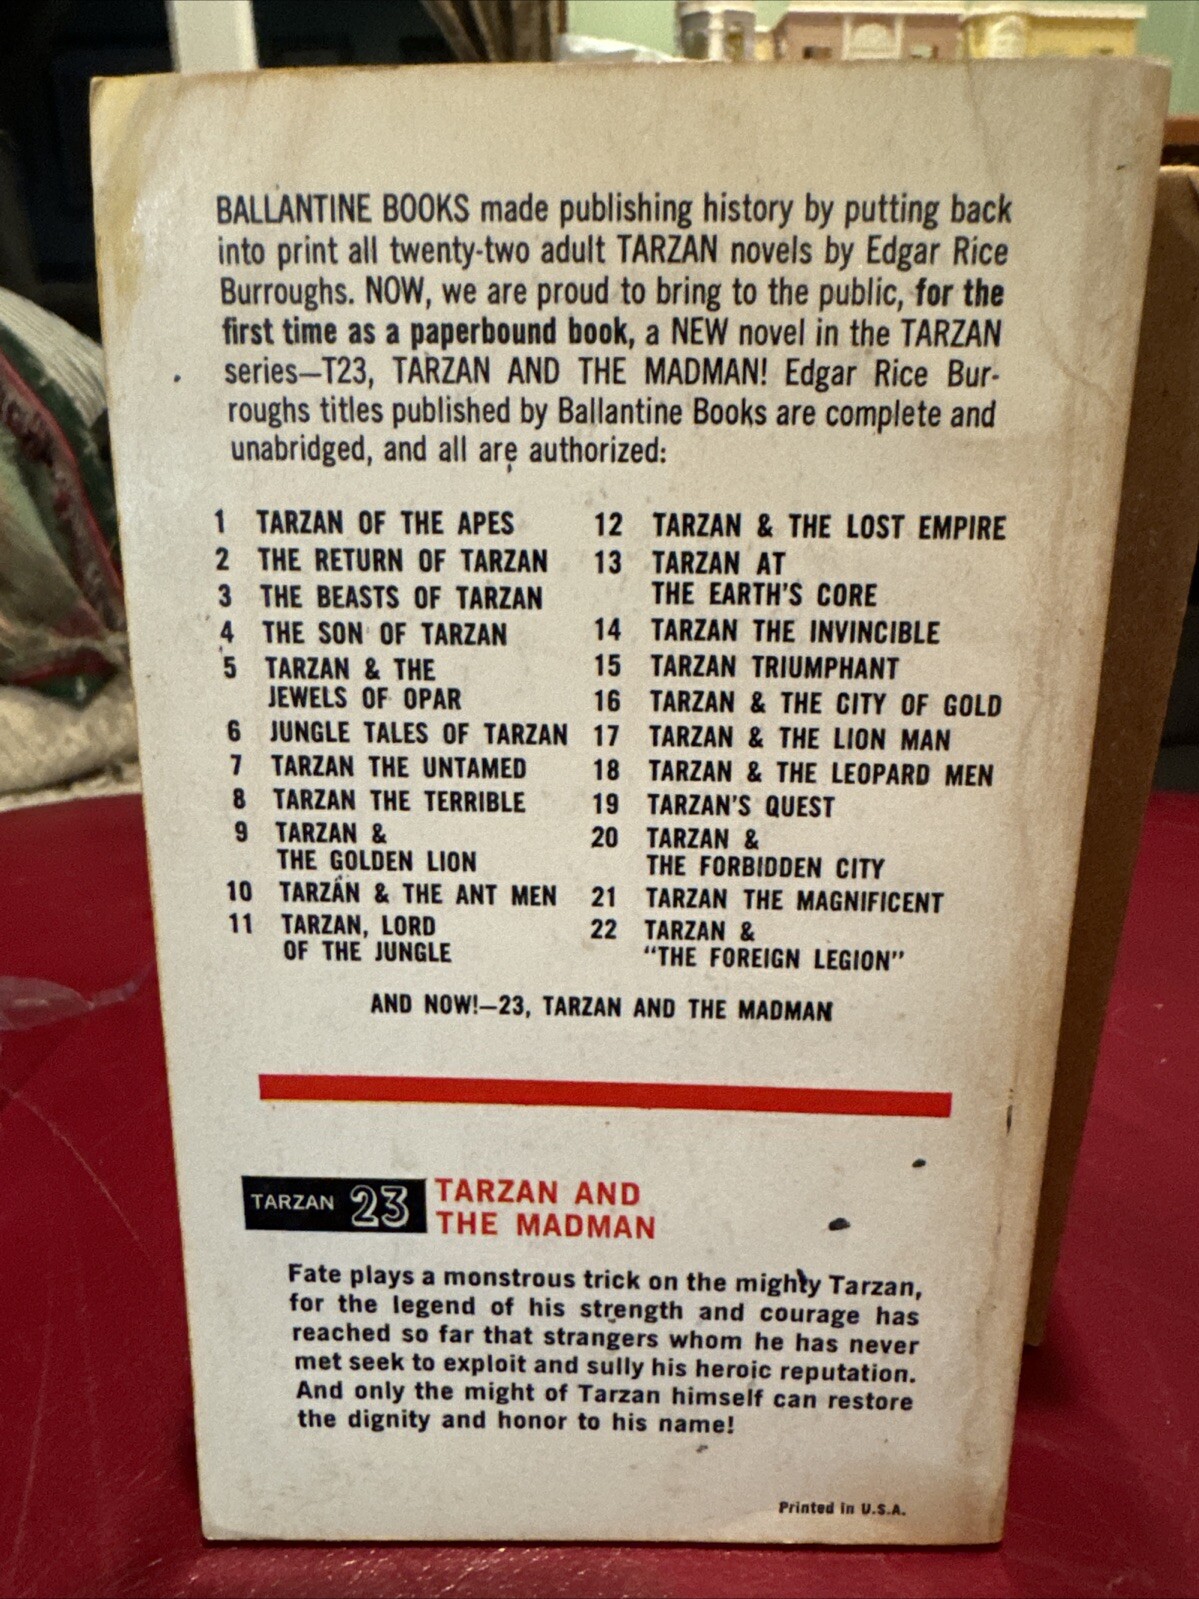 BALLANTINE BOOKS made publishing history by putting back
into print all twenty-two adult TARZAN novels by Edgar Rice
Burroughs. NOW, we are proud to bring to the public, for the
first time as a paperbound book, a NEW novel in the TARZAN
series—T23, TARZAN AND THE MADMAN! Edgar Rice Bur-
roughs titles published by Ballantine Books are complete and
unabridged, and all are authorized:
1 TARZAN OF THE APES
2 THE RETURN OF TARZAN
3 THE BEASTS OF TARZAN
4 THE SON OF TARZAN
5 TARZAN & THE
JEWELS OF OPAR
6 JUNGLE TALES OF TARZAN
7 TARZAN THE UNTAMED
8 TARZAN THE TERRIBLE
9 TARZAN &
THE GOLDEN LION
10 TARZAN & THE ANT MEN
11 TARZAN, LORD
OF THE JUNGLE
12 TARZAN & THE LOST EMPIRE
13 TARZAN AT
THE EARTH'S CORE
14 TARZAN THE INVINCIBLE
15 TARZAN TRIUMPHANT
16 TARZAN & THE CITY OF GOLD
17 TARZAN & THE LION MAN
18 TARZAN & THE LEOPARD MEN
19 TARZAN'S QUEST
20 TARZAN &
THE FORBIDDEN CITY
21 TARZAN THE MAGNIFICENT
22 TARZAN &
"THE FOREIGN LEGION"
AND NOW!—23, TARZAN AND THE MADMAN
TARZAN 23
TARZAN AND
THE MADMAN
Fate plays a monstrous trick on the mighty Tarzan,
for the legend of his strength and courage has
reached so far that strangers whom he has never
met seek to exploit and sully his heroic reputation.
And only the might of Tarzan himself can restore
the dignity and honor to his name!
Printed in U.S.A.